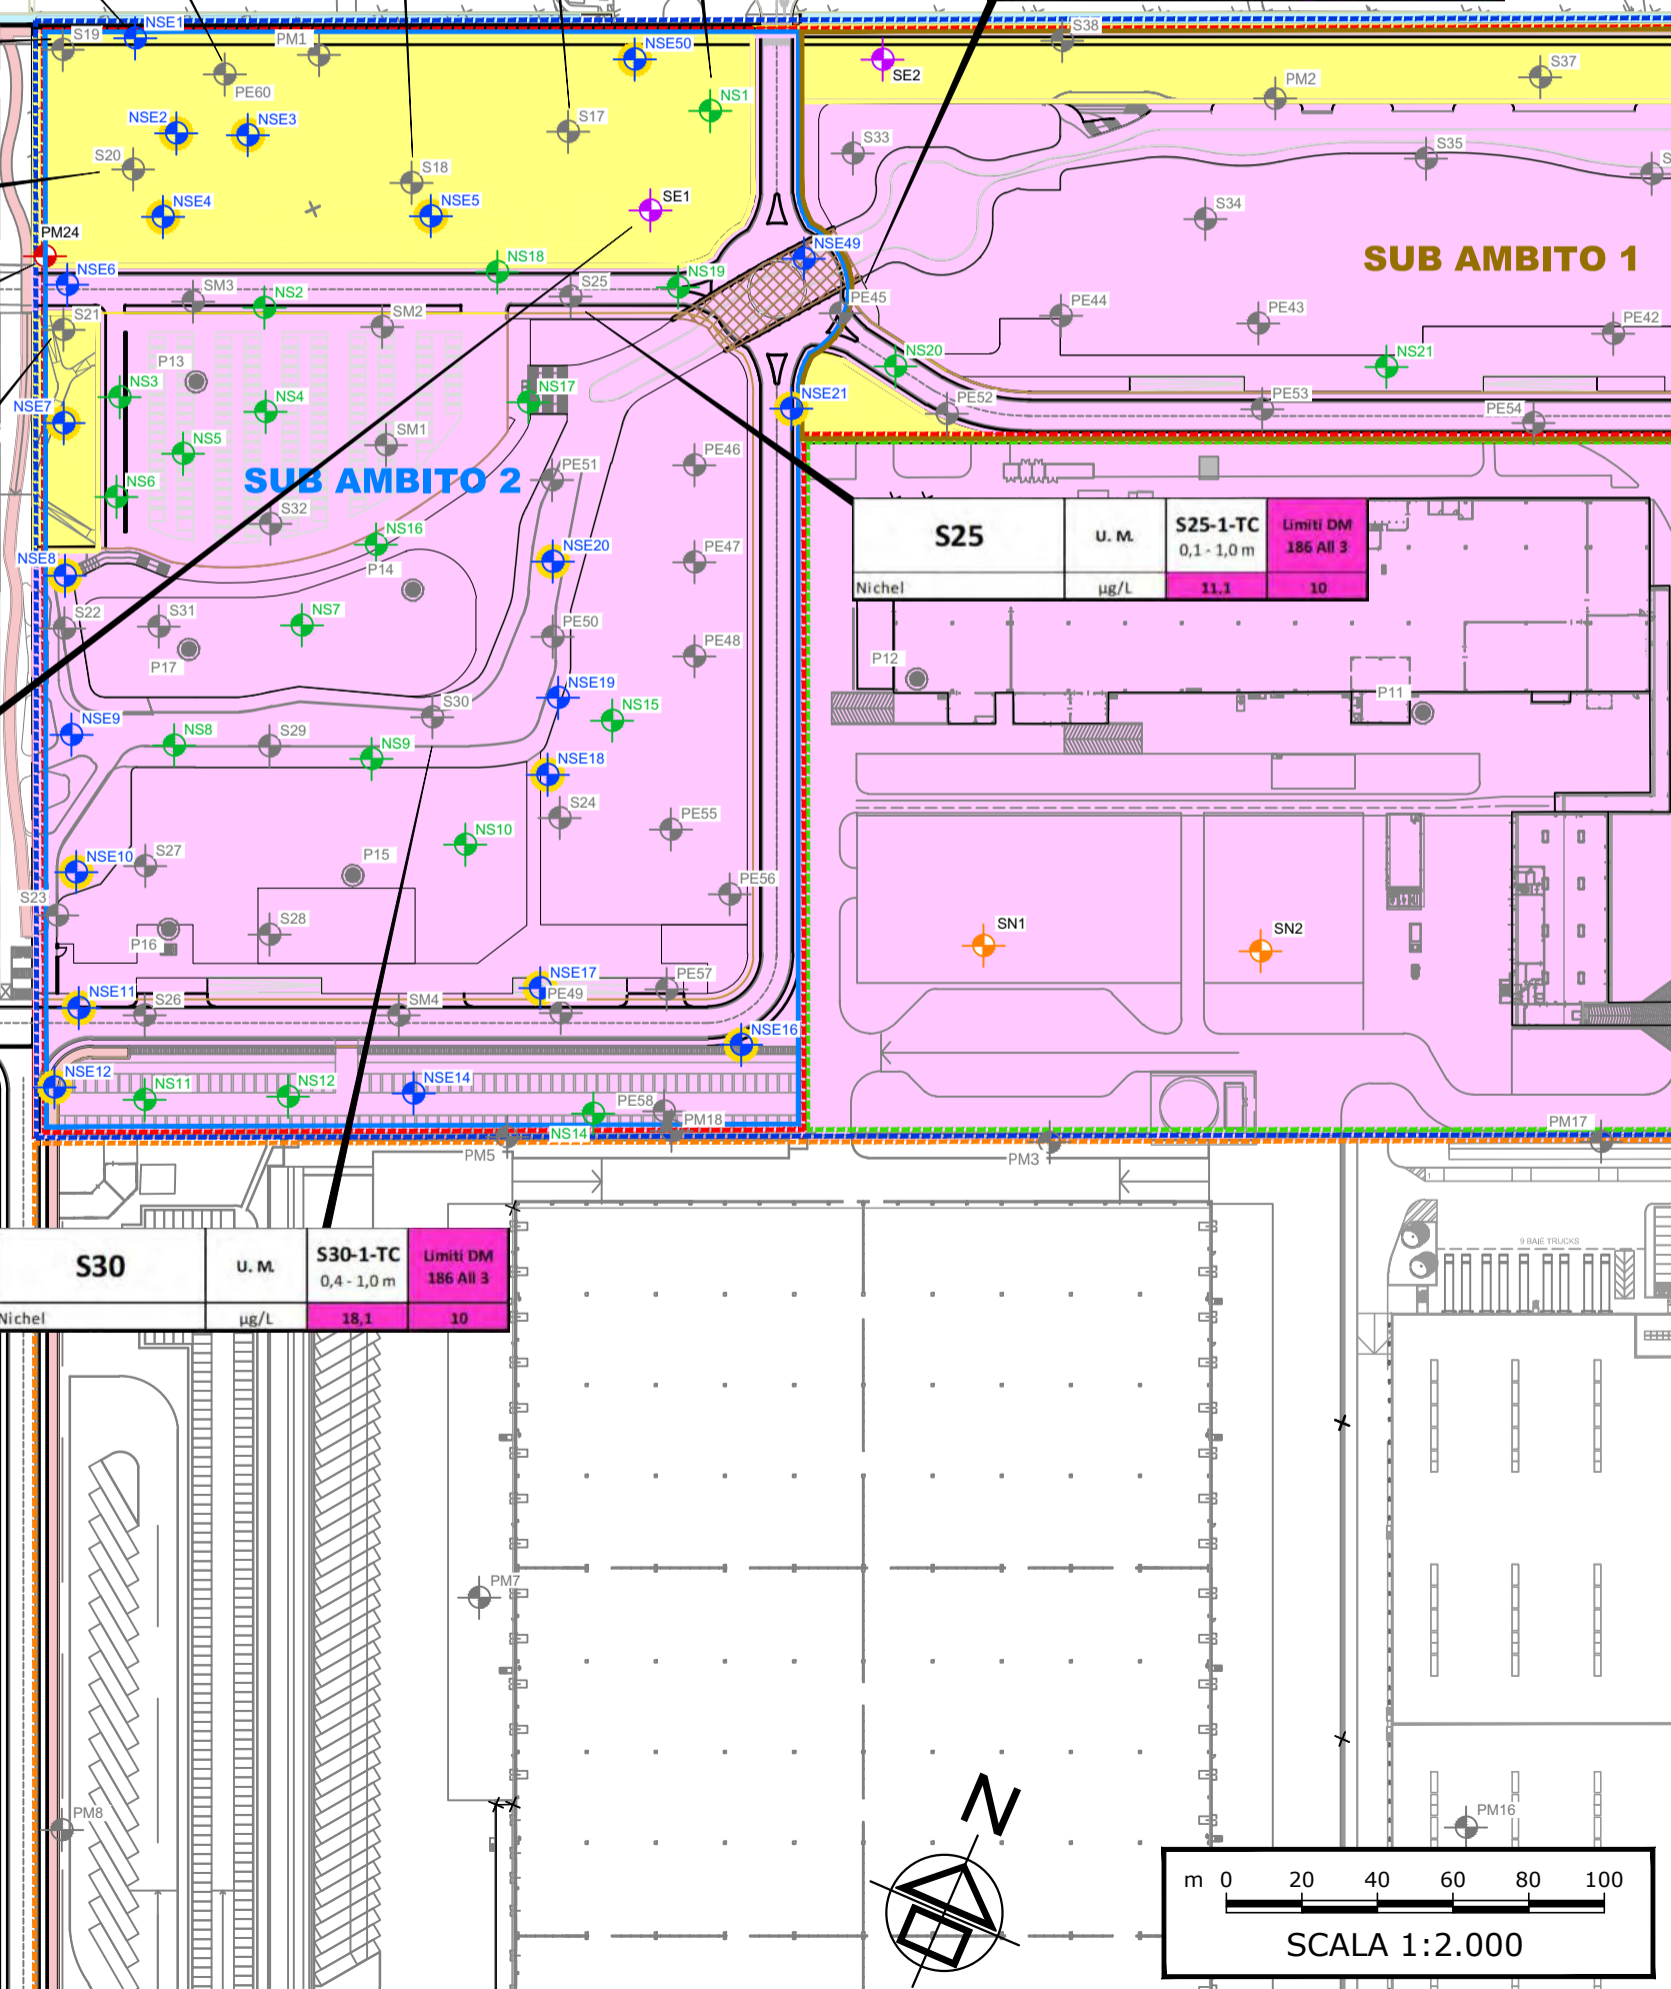 NSE1
S19
PM1
PE60
NSE50
NS1
S17
NSE2
NSE3
S20
S18
NSE4
NSE5
SE1
PM24
NSE6
SM3
NS2
SM2
NS18
S25
NS19
NSE49
SE2
S38
PM2
S37
S33
S35
S34
SUB AMBITO 1
PE45
PE44
PE43
PE42
NS20
NS21
PE52
PE53
PE54
NSE21
S21
P13
NS3
NS4
NSE7
NS5
SM1
SUB AMBITO 2
NS6
S32
NS16
P14
NS17
PE51
PE46
NSE20
PE47
NSE8
S22
S31
P17
NS7
PE50
PE48
NSE19
NS15
S30
NSE9
NS8
S29
NS9
NSE18
S24
PE55
NS10
NSE10
S27
P15
S23
P16
S28
PE56
PE57
NSE17
PE49
NSE11
S26
SM4
NSE16
NSE12
NS11
NS12
NSE14
NS14
PE58
PM18
PM5
PM3
PM17
S25 U. M. S25-1-TC Limiti DM
0,1 - 1,0 m 186 All 3
Nichel µg/L 11,1 10
P12
P11
SN1
SN2
S30 U. M. S30-1-TC Limiti DM
0,4 - 1,0 m 186 All 3
Nichel µg/L 18,1 10
9 BAIE TRUCKS
PM7
PM8
PM16
N
m 0 20 40 60 80 100
SCALA 1:2.000